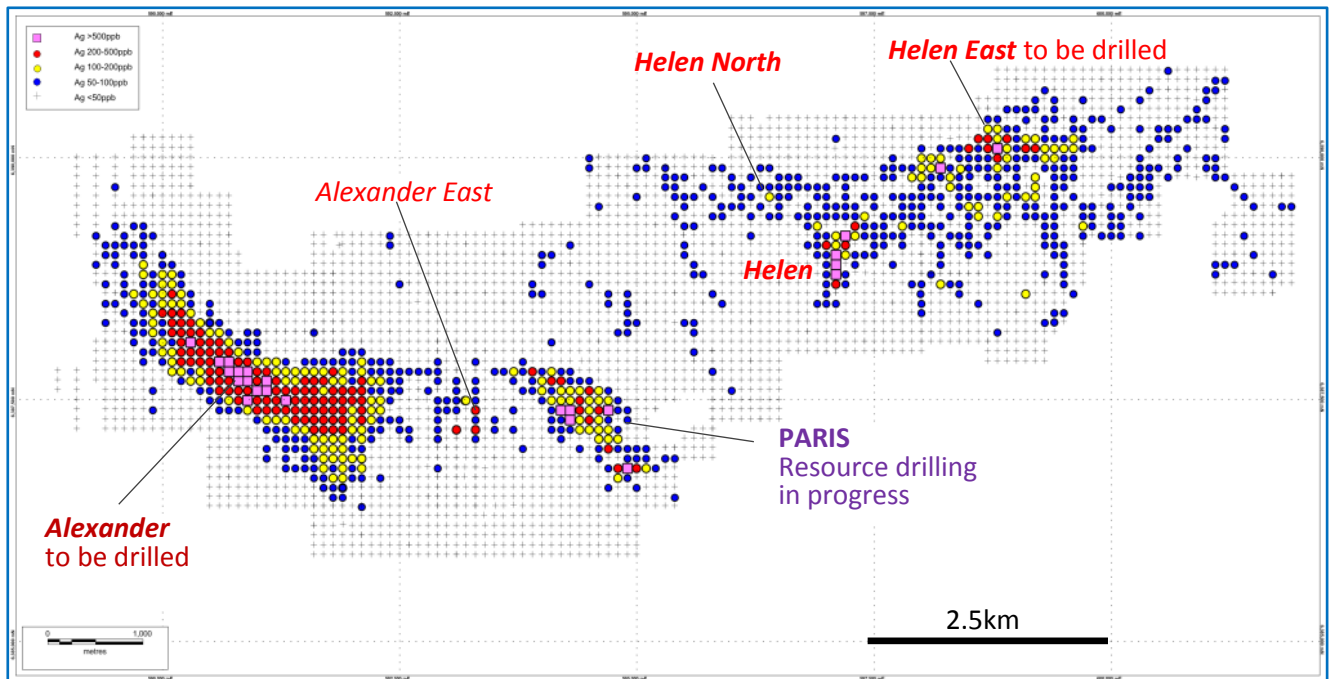 Ag >500ppb
Ag 200-500ppb
Ag 100-200ppb
Ag 50-100ppb
Ag <50ppb
Helen North
Helen East to be drilled
Alexander East
Helen
PARIS
Resource drilling
in progress
Alexander
to be drilled
0 1,000
metres
2.5km